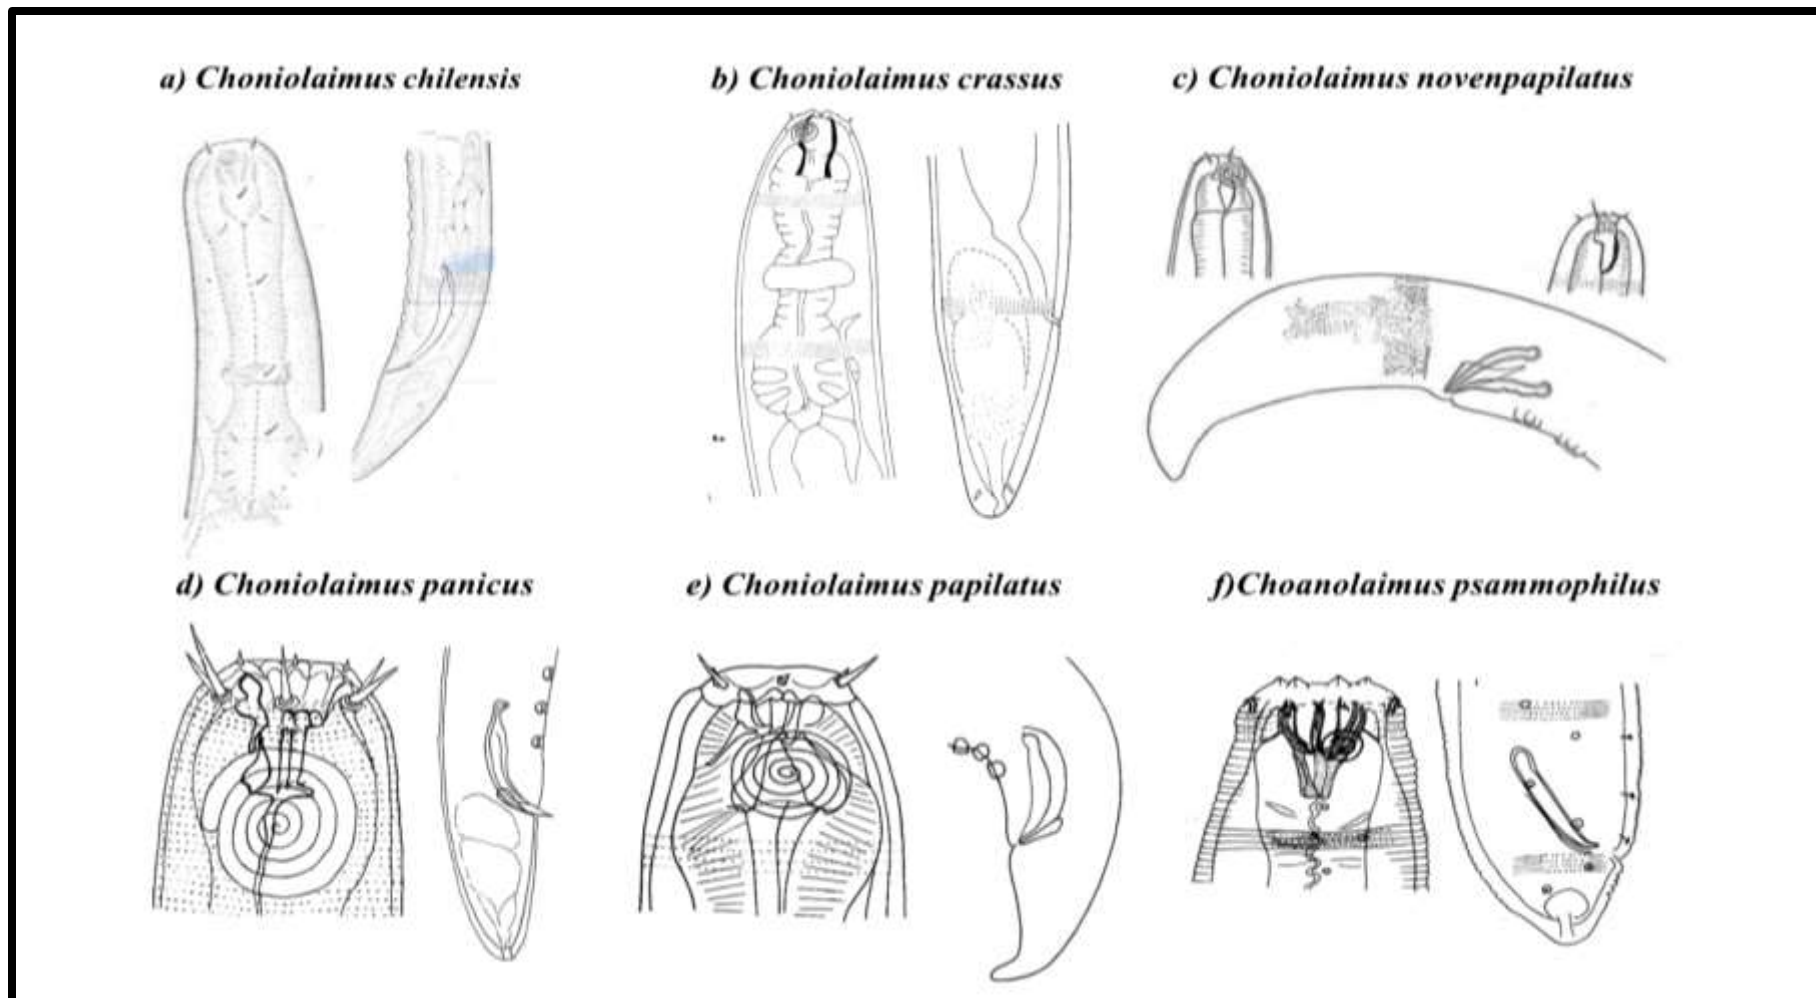 a) Choniolaimus chilensis
b) Choniolaimus crassus
c) Choniolaimus novenpapilatus
d) Choniolaimus panicus
e) Choniolaimus papilatus
f)Choanolaimus psammophilus